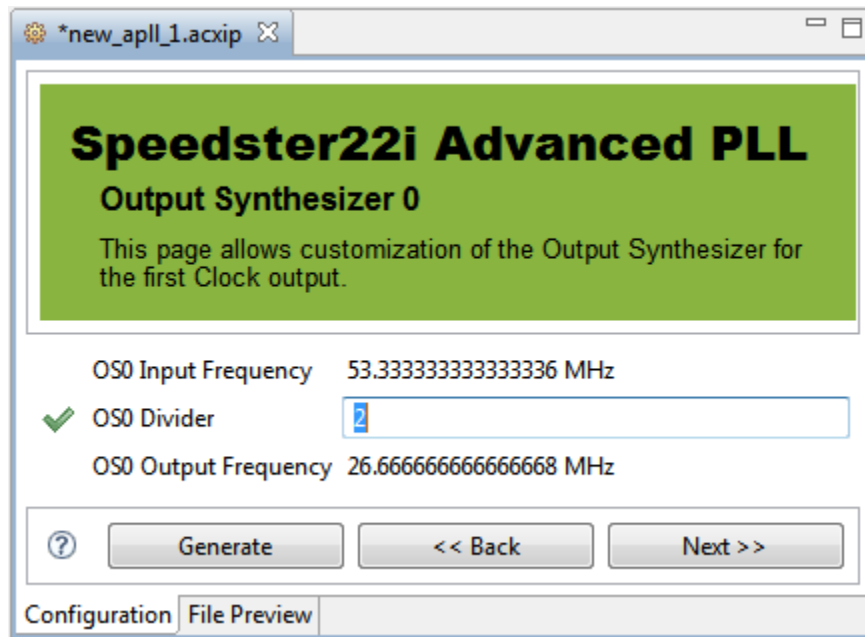 *new_apll_1.acxip
Speedster22i Advanced PLL
Output Synthesizer 0
This page allows customization of the Output Synthesizer for
the first Clock output.
OS0 Input Frequency 53.333333333333336 MHz
OS0 Divider 2
OS0 Output Frequency 26.666666666666668 MHz
? Generate << Back Next >>
Configuration File Preview